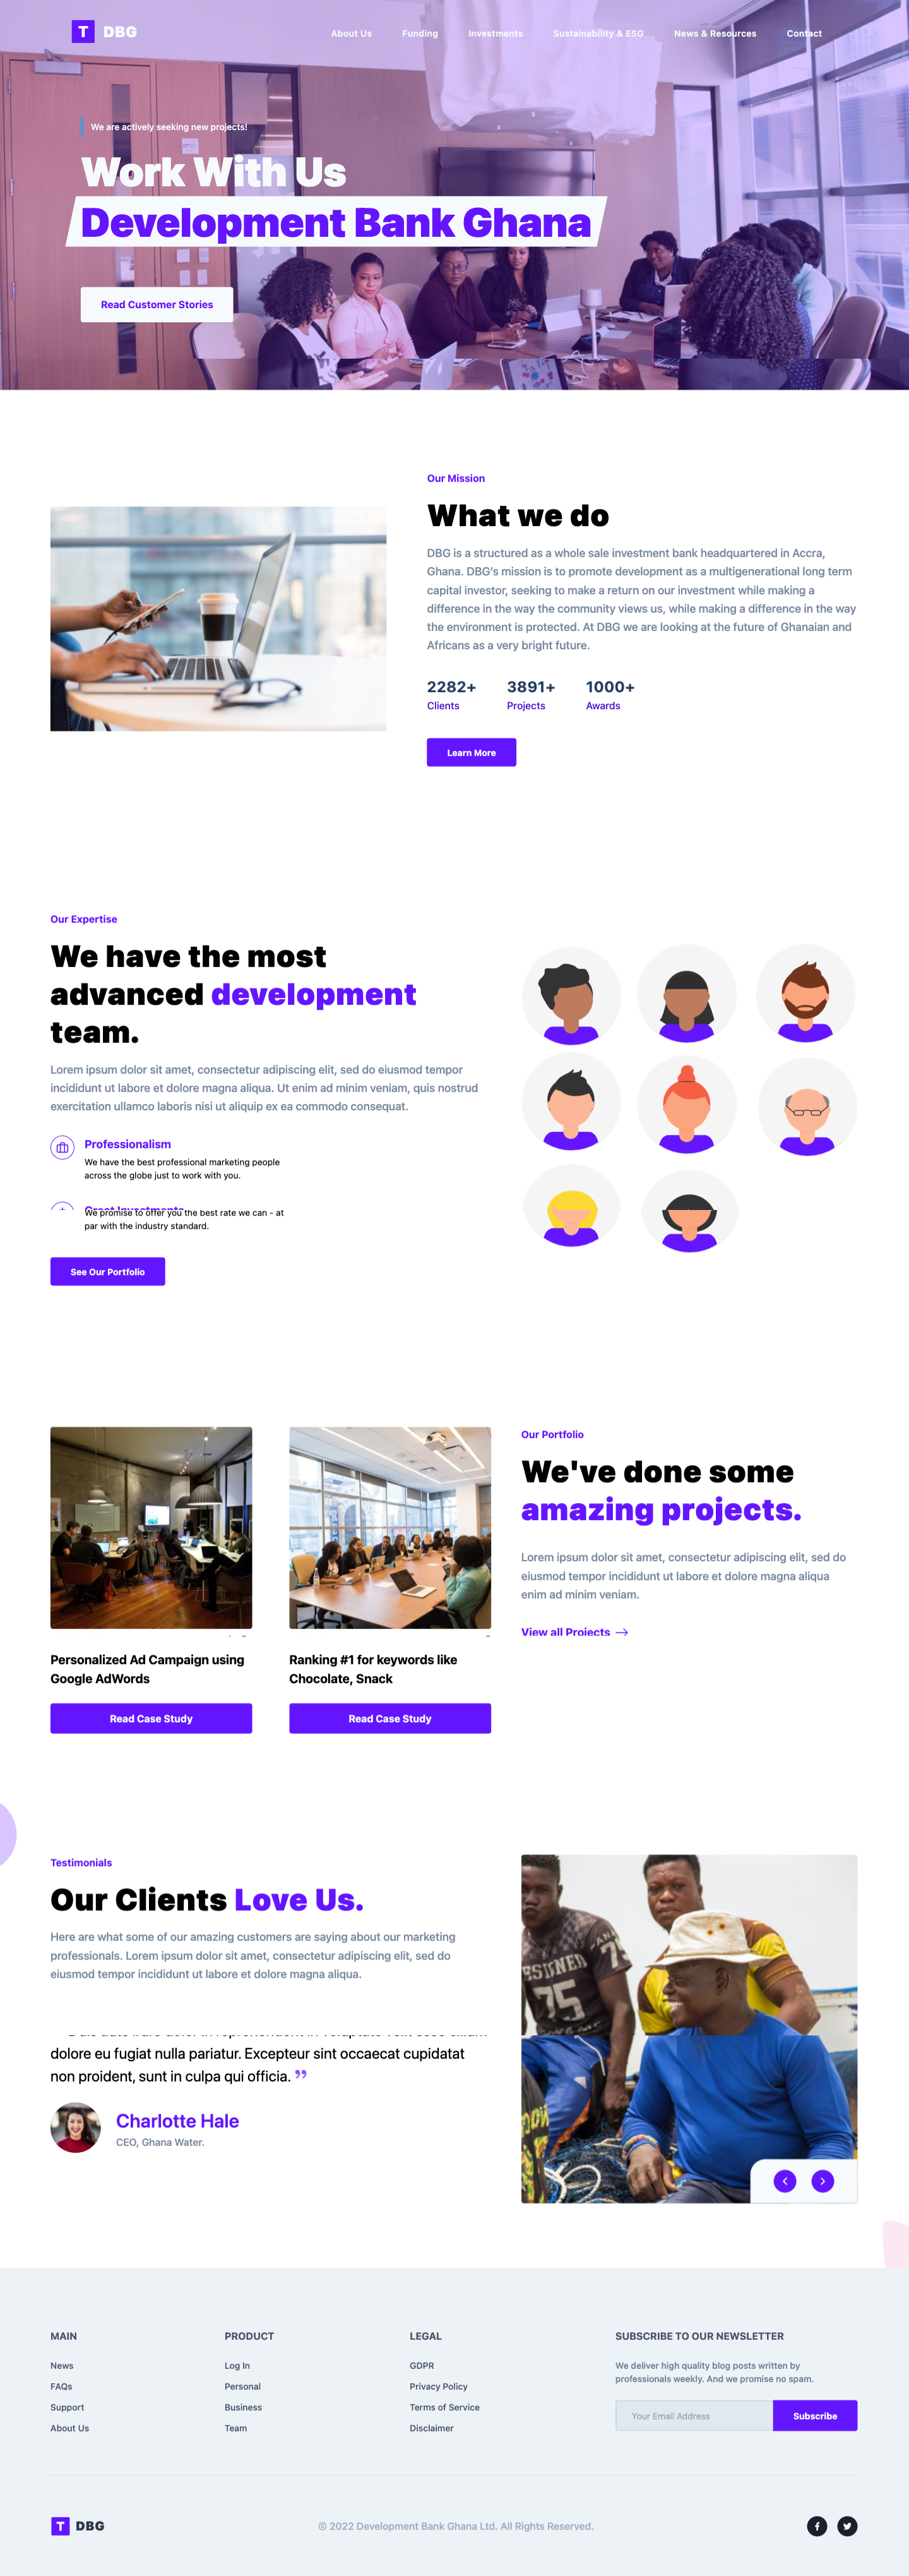 T DBG
About Us Funding Investments Sustainability & ESG News & Resources Contact
We are actively seeking new projects!
Work With Us
Development Bank Ghana
Read Customer Stories
Our Mission
What we do
DBG is a structured as a whole sale investment bank headquartered in Accra,
Ghana. DBG's mission is to promote development as a multigenerational long term
capital investor, seeking to make a return on our investment while making a
difference in the way the community views us, while making a difference in the way
the environment is protected. At DBG we are looking at the future of Ghanaian and
Africans as a very bright future.
2282+ 3891+ 1000+
Clients Projects Awards
Learn More
Our Expertise
We have the most
advanced development
team.
Lorem ipsum dolor sit amet, consectetur adipiscing elit, sed do eiusmod tempor
incididunt ut labore et dolore magna aliqua. Ut enim ad minim veniam, quis nostrud
exercitation ullamco laboris nisi ut aliquip ex ea commodo consequat.
Professionalism
We have the best professional marketing people
across the globe just to work with you.
Great Investments
We promise to offer you the best rate we can - at
par with the industry standard.
See Our Portfolio
Personalized Ad Campaign using
Google AdWords
Read Case Study
Ranking #1 for keywords like
Chocolate, Snack
Read Case Study
Our Portfolio
We've done some
amazing projects.
Lorem ipsum dolor sit amet, consectetur adipiscing elit, sed do
eiusmod tempor incididunt ut labore et dolore magna aliqua
enim ad minim veniam.
View all Projects
Testimonials
Our Clients Love Us.
Here are what some of our amazing customers are saying about our marketing
professionals. Lorem ipsum dolor sit amet, consectetur adipiscing elit, sed do
eiusmod tempor incididunt ut labore et dolore magna aliqua.
dolore eu fugiat nulla pariatur. Excepteur sint occaecat cupidatat
non proident, sunt in culpa qui officia. ”
Charlotte Hale
CEO, Ghana Water.
75
MAIN
News
FAQs
Support
About Us
PRODUCT
Log In
Personal
Business
Team
LEGAL
GDPR
Privacy Policy
Terms of Service
Disclaimer
SUBSCRIBE TO OUR NEWSLETTER
We deliver high quality blog posts written by
professionals weekly. And we promise no spam.
Your Email Address
Subscribe
T DBG
© 2022 Development Bank Ghana Ltd. All Rights Reserved.